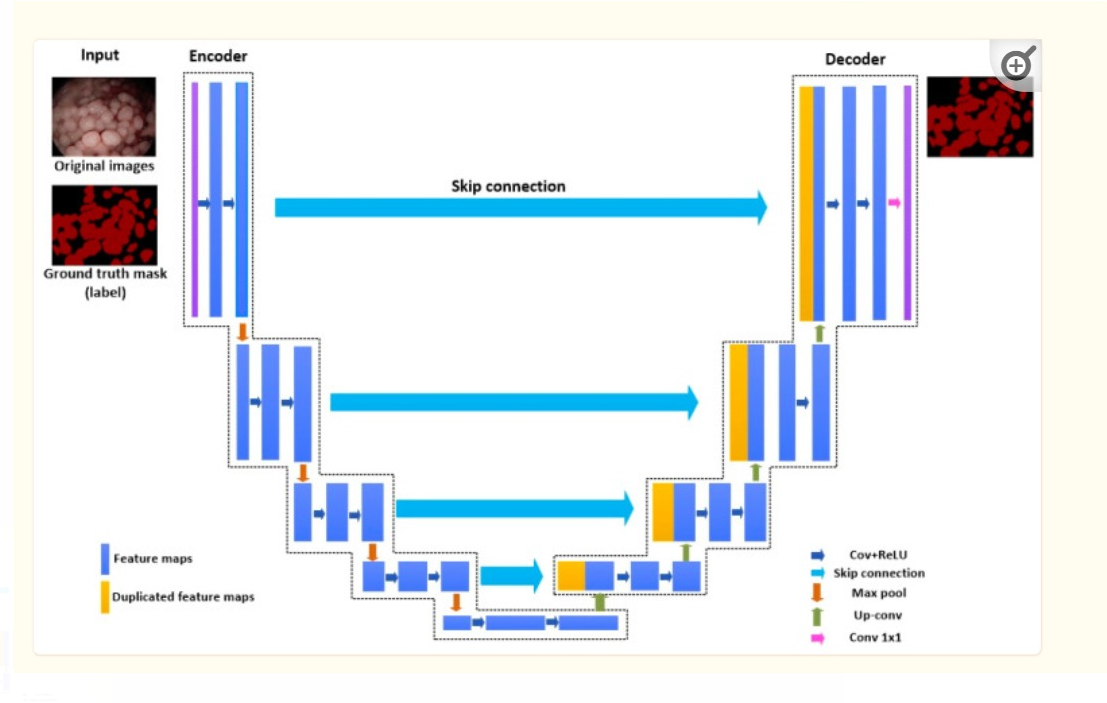 Input
Encoder
Decoder
Original images
Skip connection
Ground truth mask
(label)
Feature maps
Duplicated feature maps
Cov+ReLU
Skip connection
Max pool
Up-conv
Conv 1x1